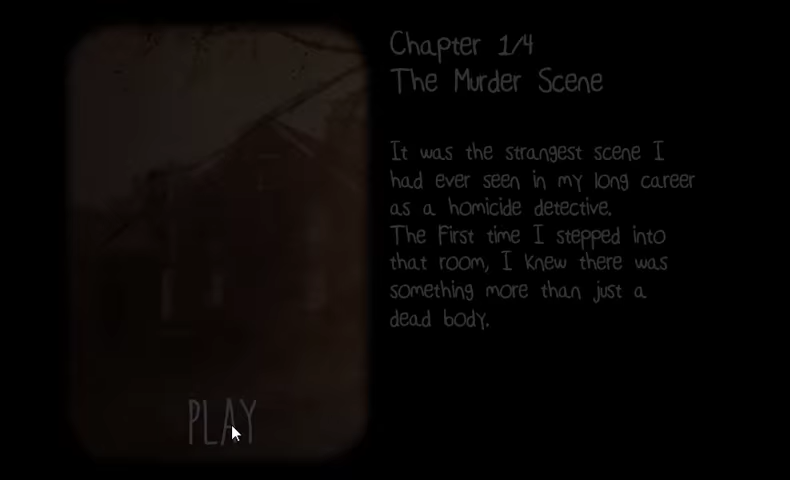 Chapter 1/4
The Murder Scene
It was the strangest scene I
had ever seen in my long career
as a homicide detective.
The First time I stepped into
that room, I knew there was
something more than just a
dead body.
PLAY